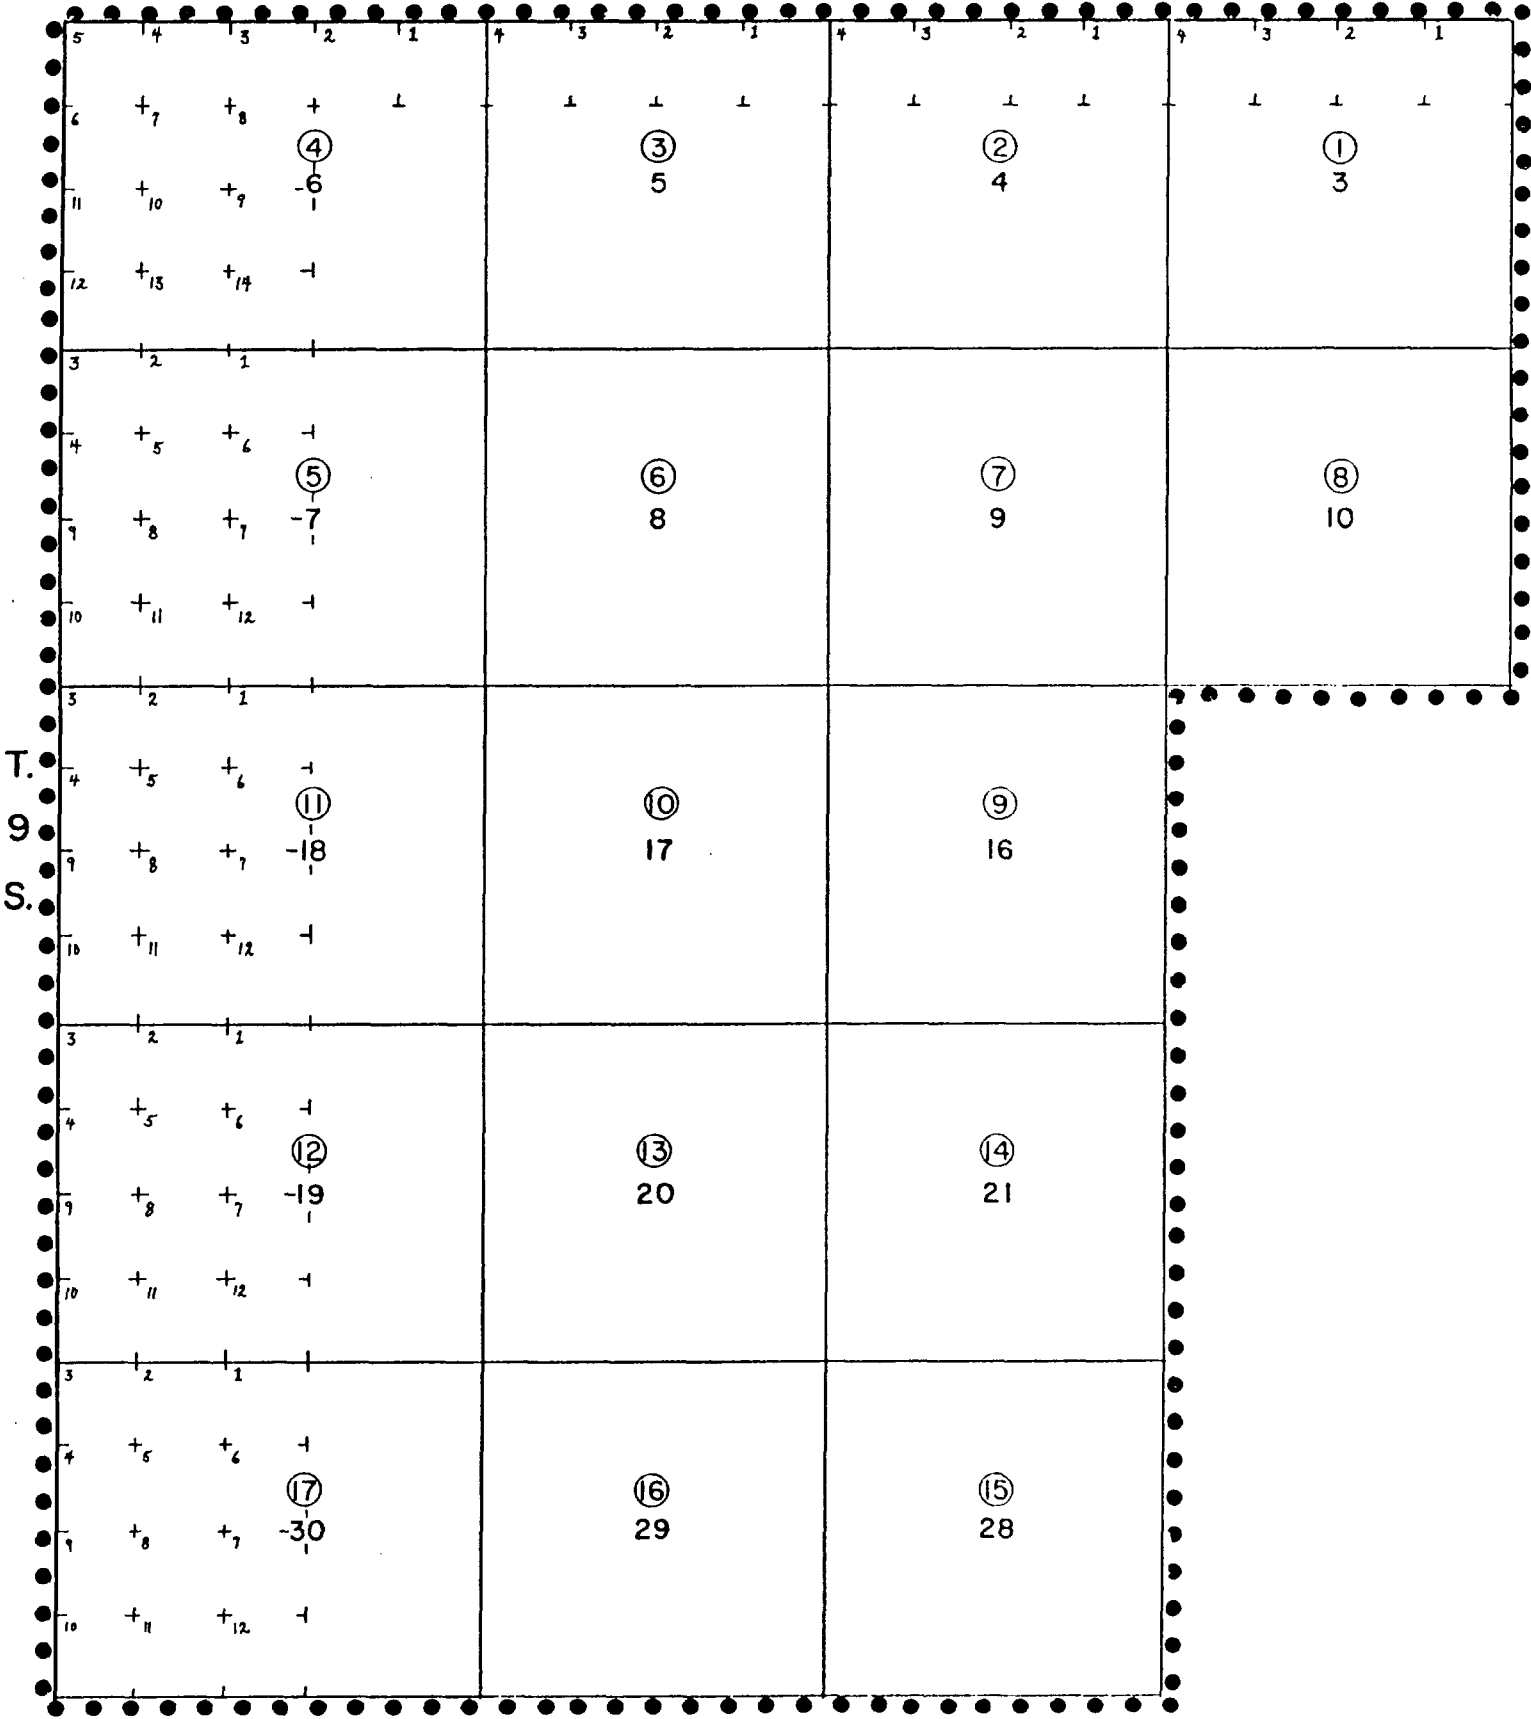 5 4 3 2 1 4 3 2 1 4 3 2 1 4 3 2 1
6 7 8
④ ③ ② ①
-6 5 4 3
11 10 9
12 13 14
3 2 1
4 5 6
⑤ ⑥ ⑦ ⑧
-7 8 9 10
9 8 7
10 11 12
3 2 1
T.
4 5 6
⑪ ⑩ ⑨
9
-18 17 16
9 8 7
S.
10 11 12
3 2 1
4 5 6
⑫ ⑬ ⑭
-19 20 21
9 8 7
10 11 12
3 2 1
4 5 6
⑰ ⑯ ⑮
-30 29 28
9 8 7
10 11 12